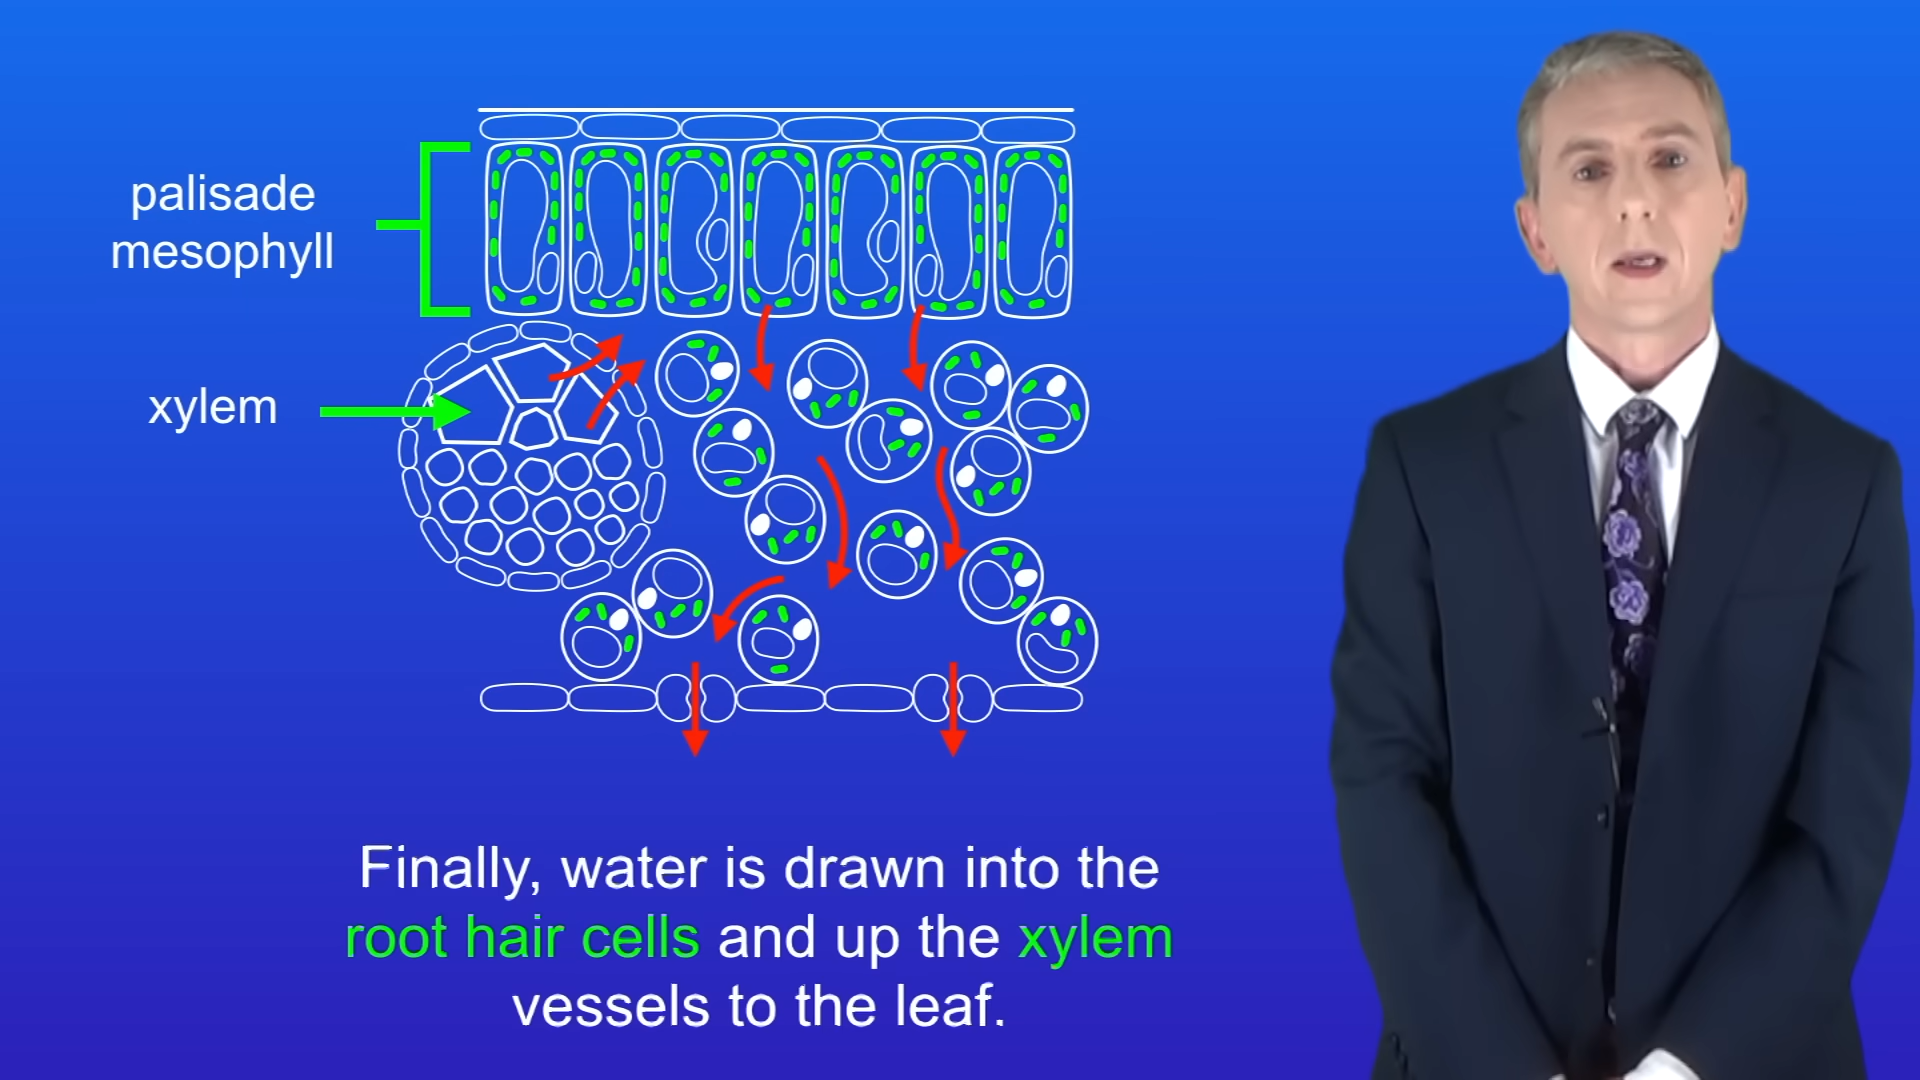 palisade
mesophyll
xylem
Finally, water is drawn into the
root hair cells and up the xylem
vessels to the leaf.